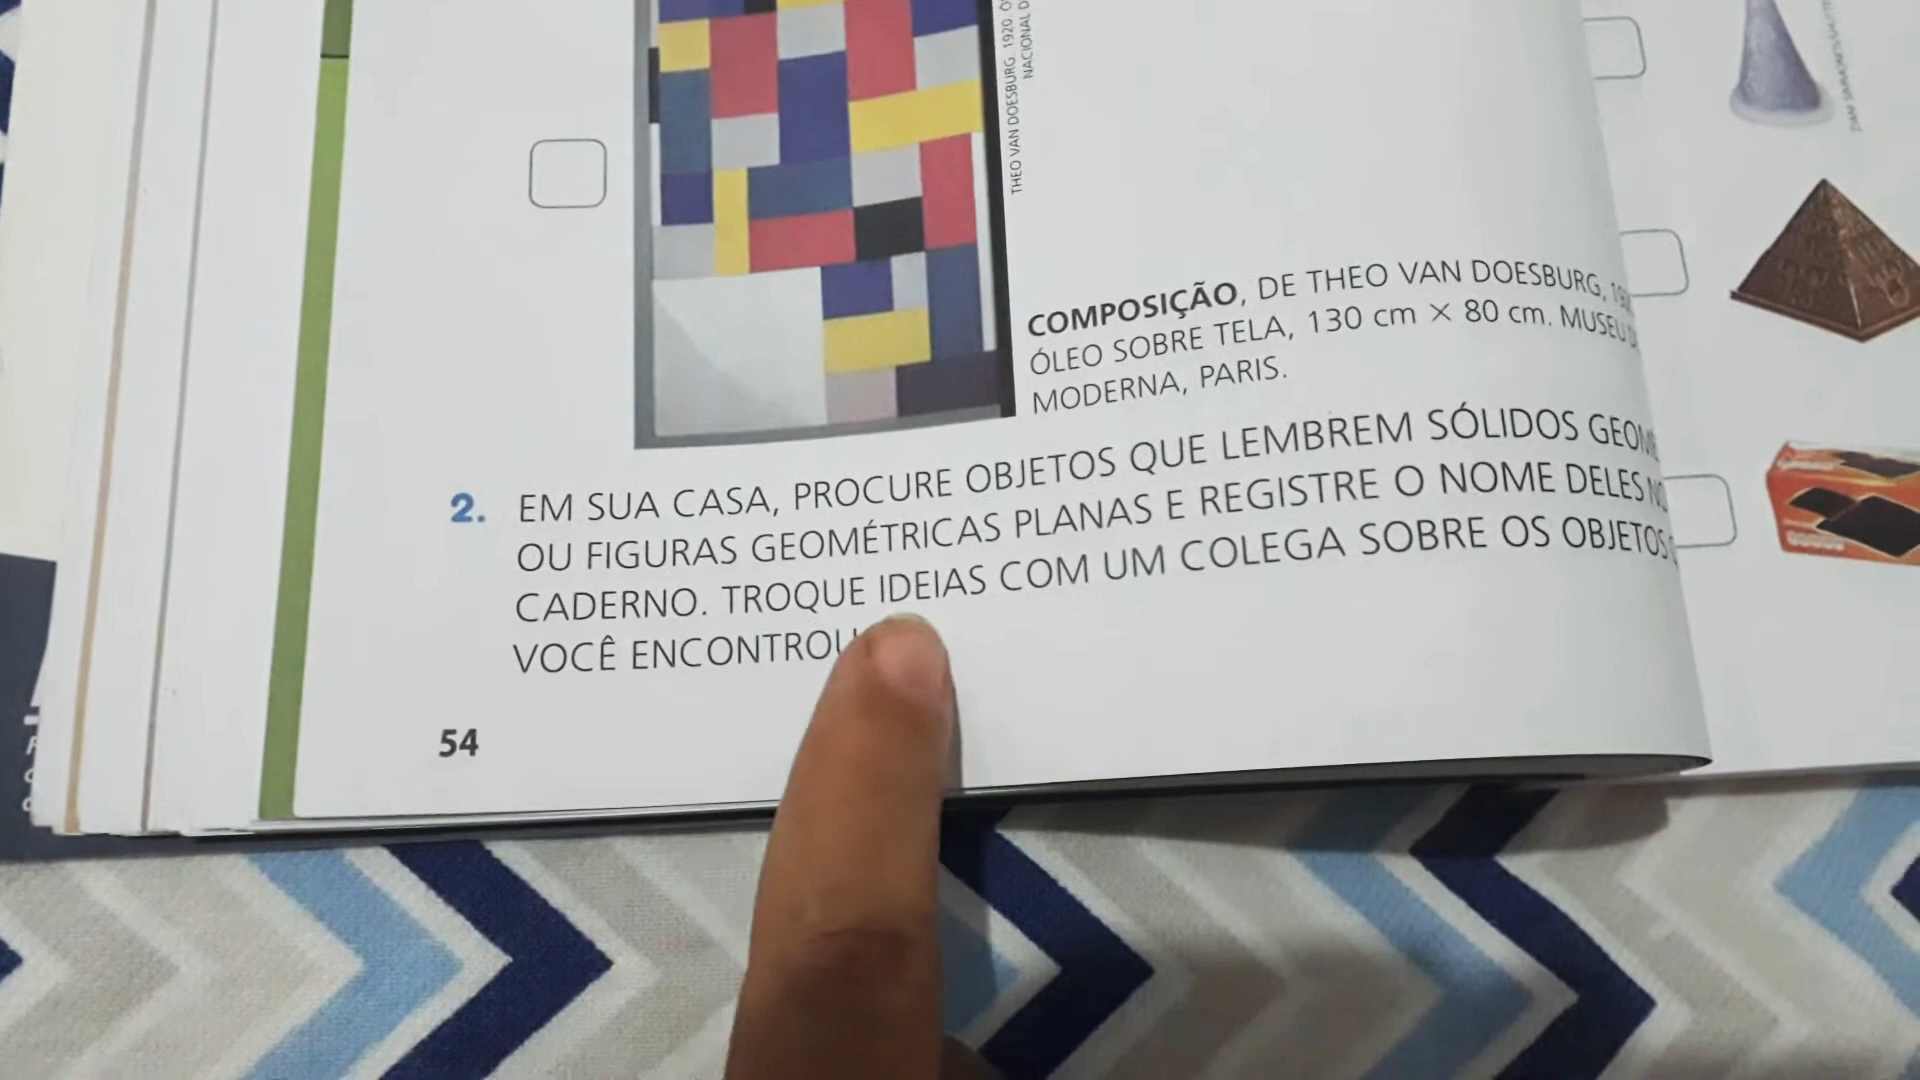 THEO VAN DOESBURG. 1920.
NACIONAL D
COMPOSIÇÃO, DE THEO VAN DOESBURG,
ÓLEO SOBRE TELA, 130 cm × 80 cm. MUSEU
MODERNA, PARIS.
2. EM SUA CASA, PROCURE OBJETOS QUE LEMBREM SÓLIDOS GEOM
OU FIGURAS GEOMÉTRICAS PLANAS E REGISTRE O NOME DELES
CADERNO. TROQUE IDEIAS COM UM COLEGA SOBRE OS OBJETOS
VOCÊ ENCONTROU
54